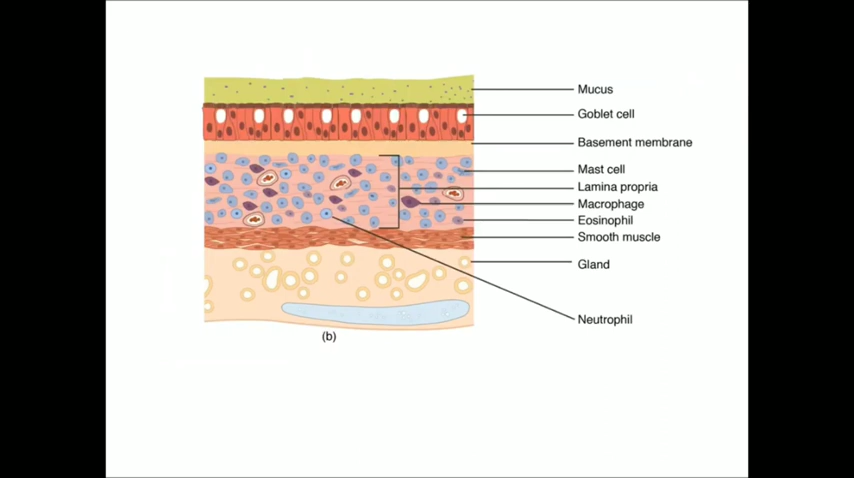 Mucus
Goblet cell
Basement membrane
Mast cell
Lamina propria
Macrophage
Eosinophil
Smooth muscle
Gland
Neutrophil
(b)